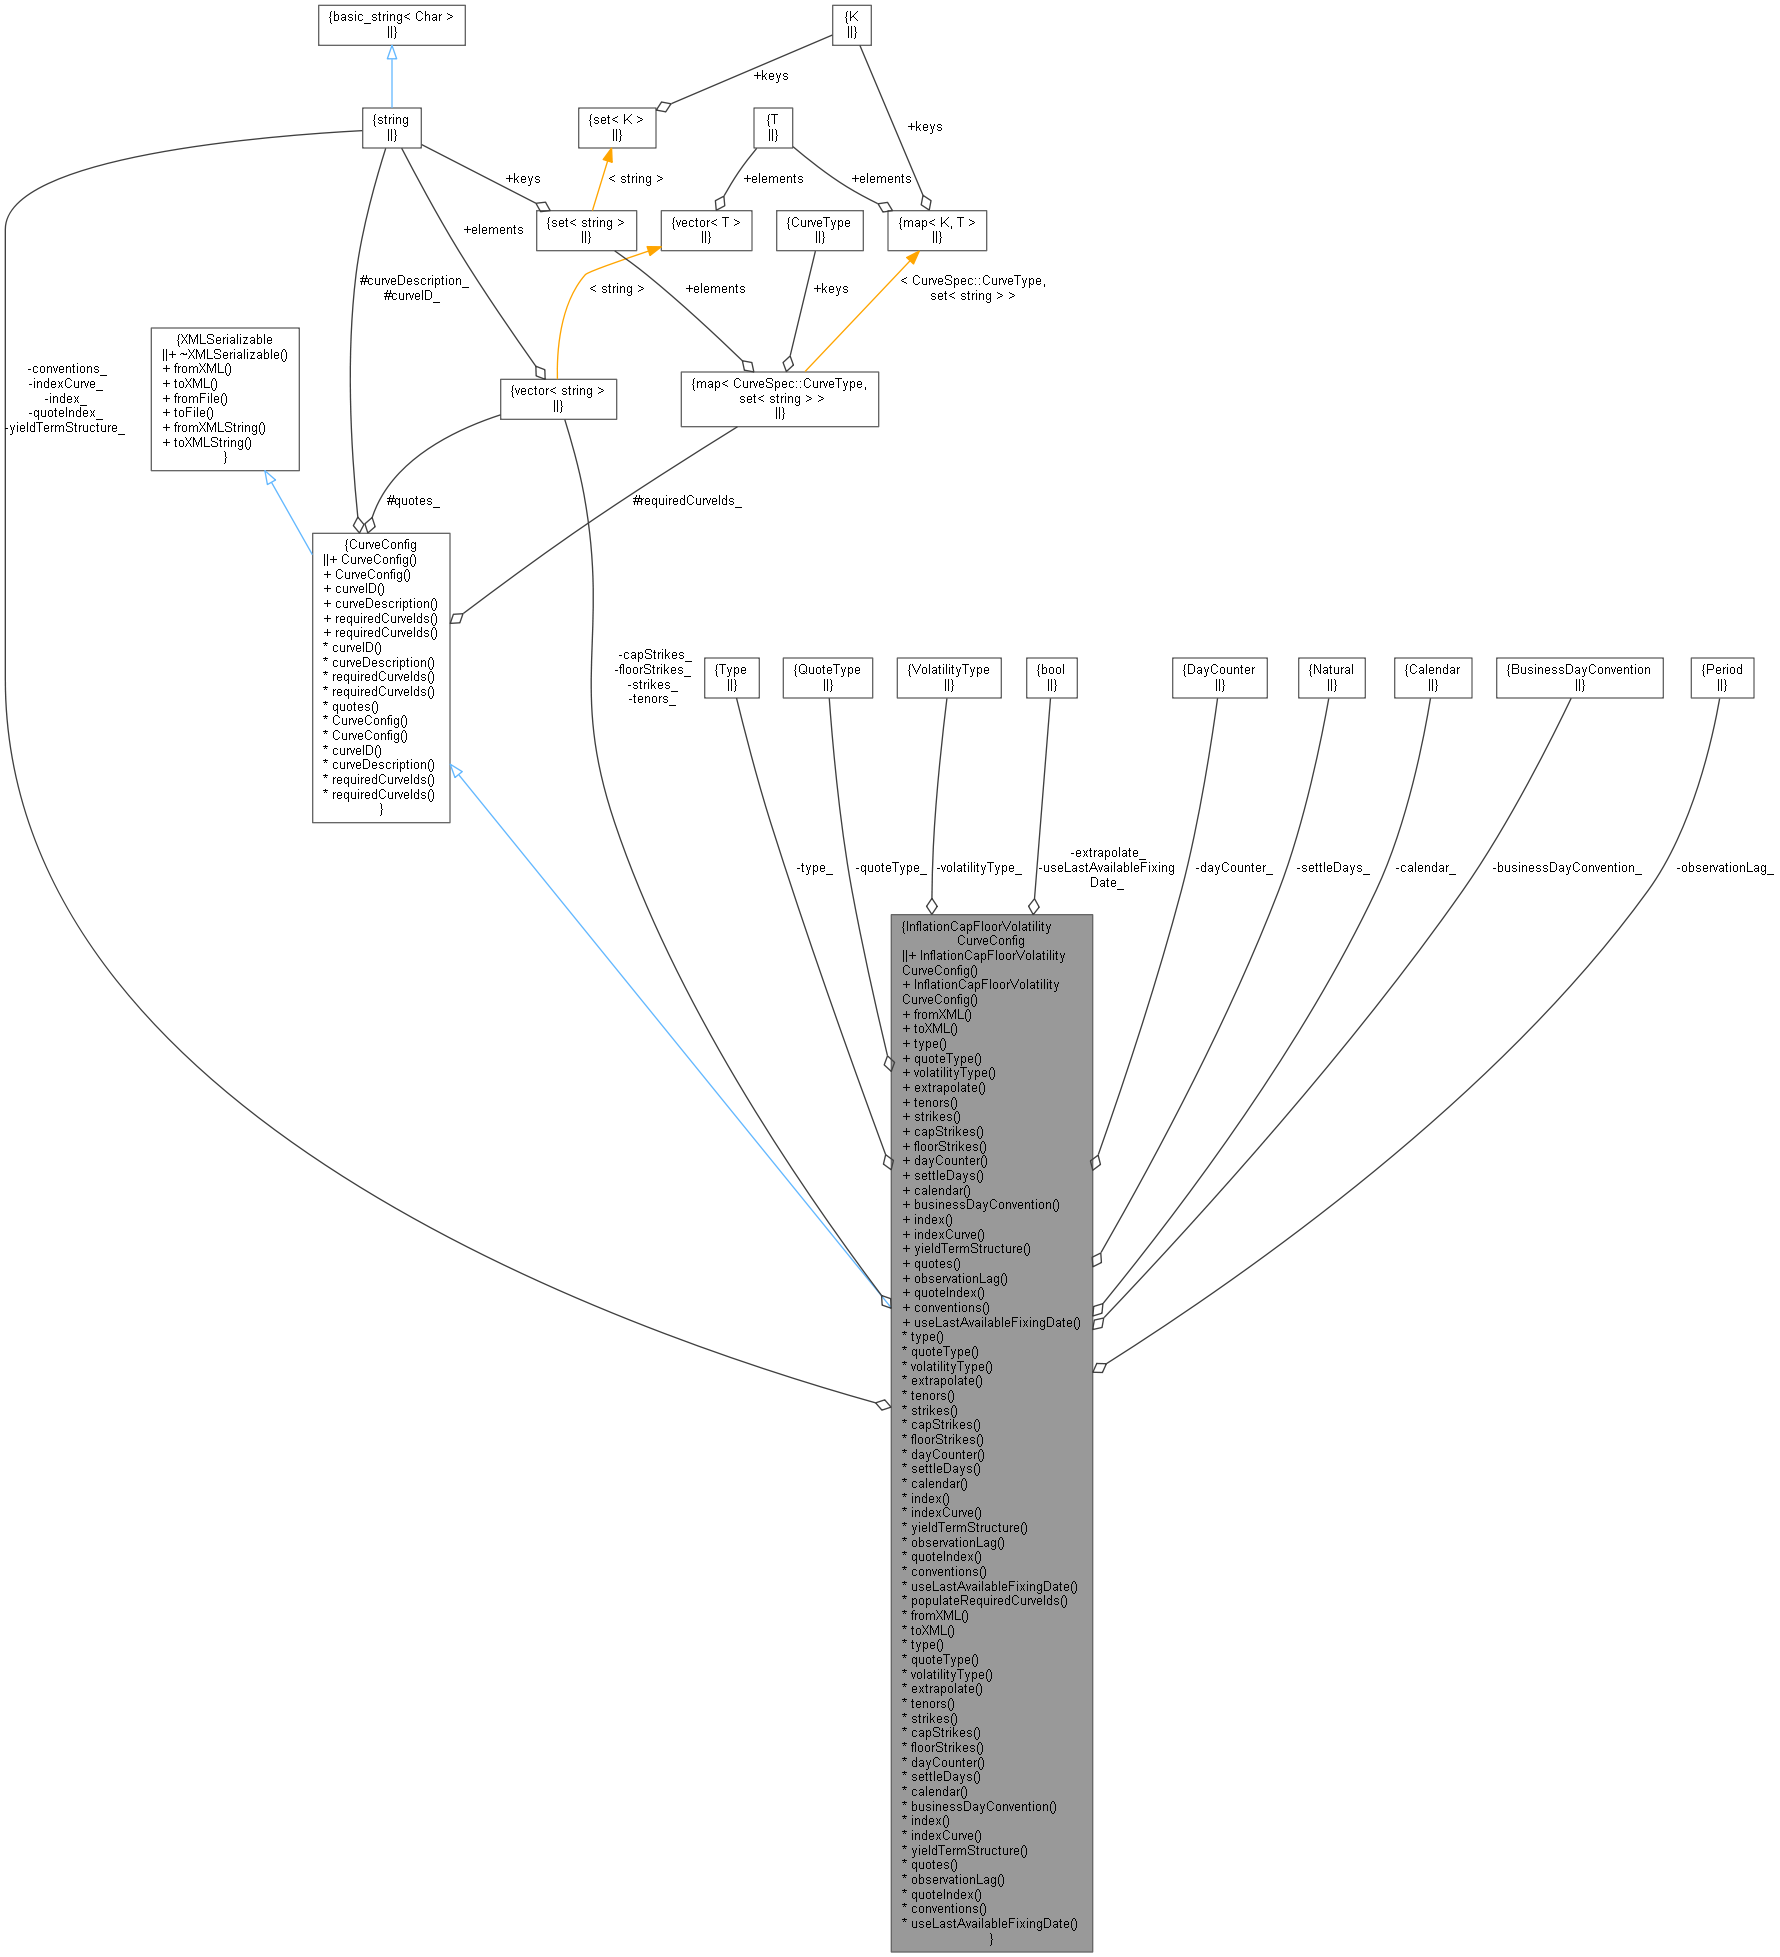 {basic_string< Char >
||}
{K
||}
+keys
{string
||}
{set< K >
||}
{T
||}
+keys
+keys
< string >
+elements
+elements
+elements
{set< string >
||}
{vector< T >
||}
{CurveType
||}
{map< K, T >
||}
#curveDescription_
#curveID_
< string >
+elements
+keys
< CurveSpec::CurveType,
set< string > >
-conventions_
-indexCurve_
-index_
-quoteIndex_
-yieldTermStructure_
{XMLSerializable
||+ ~XMLSerializable()
+ fromXML()
+ toXML()
+ fromFile()
+ toFile()
+ fromXMLString()
+ toXMLString()
}
{vector< string >
||}
{map< CurveSpec::CurveType,
set< string > >
||}
#quotes_
#requiredCurveIds_
{CurveConfig
||+ CurveConfig()
+ CurveConfig()
+ curveID()
+ curveDescription()
+ requiredCurveIds()
+ requiredCurveIds()
* curveID()
* curveDescription()
* requiredCurveIds()
* requiredCurveIds()
* quotes()
* CurveConfig()
* CurveConfig()
* curveID()
* curveDescription()
* requiredCurveIds()
* requiredCurveIds()
}
-capStrikes_
-floorStrikes_
-strikes_
-tenors_
{Type
||}
{QuoteType
||}
{VolatilityType
||}
{bool
||}
{DayCounter
||}
{Natural
||}
{Calendar
||}
{BusinessDayConvention
||}
{Period
||}
-type_
-quoteType_
-volatilityType_
-extrapolate_
-useLastAvailableFixing
Date_
-dayCounter_
-settleDays_
-calendar_
-businessDayConvention_
-observationLag_
{InflationCapFloorVolatility
CurveConfig
||+ InflationCapFloorVolatility
CurveConfig()
+ InflationCapFloorVolatility
CurveConfig()
+ fromXML()
+ toXML()
+ type()
+ quoteType()
+ volatilityType()
+ extrapolate()
+ tenors()
+ strikes()
+ capStrikes()
+ floorStrikes()
+ dayCounter()
+ settleDays()
+ calendar()
+ businessDayConvention()
+ index()
+ indexCurve()
+ yieldTermStructure()
+ quotes()
+ observationLag()
+ quoteIndex()
+ conventions()
+ useLastAvailableFixingDate()
* type()
* quoteType()
* volatilityType()
* extrapolate()
* tenors()
* strikes()
* capStrikes()
* floorStrikes()
* dayCounter()
* settleDays()
* calendar()
* index()
* indexCurve()
* yieldTermStructure()
* observationLag()
* quoteIndex()
* conventions()
* useLastAvailableFixingDate()
* populateRequiredCurveIds()
* fromXML()
* toXML()
* type()
* quoteType()
* volatilityType()
* extrapolate()
* tenors()
* strikes()
* capStrikes()
* floorStrikes()
* dayCounter()
* settleDays()
* calendar()
* businessDayConvention()
* index()
* indexCurve()
* yieldTermStructure()
* quotes()
* observationLag()
* quoteIndex()
* conventions()
* useLastAvailableFixingDate()
}